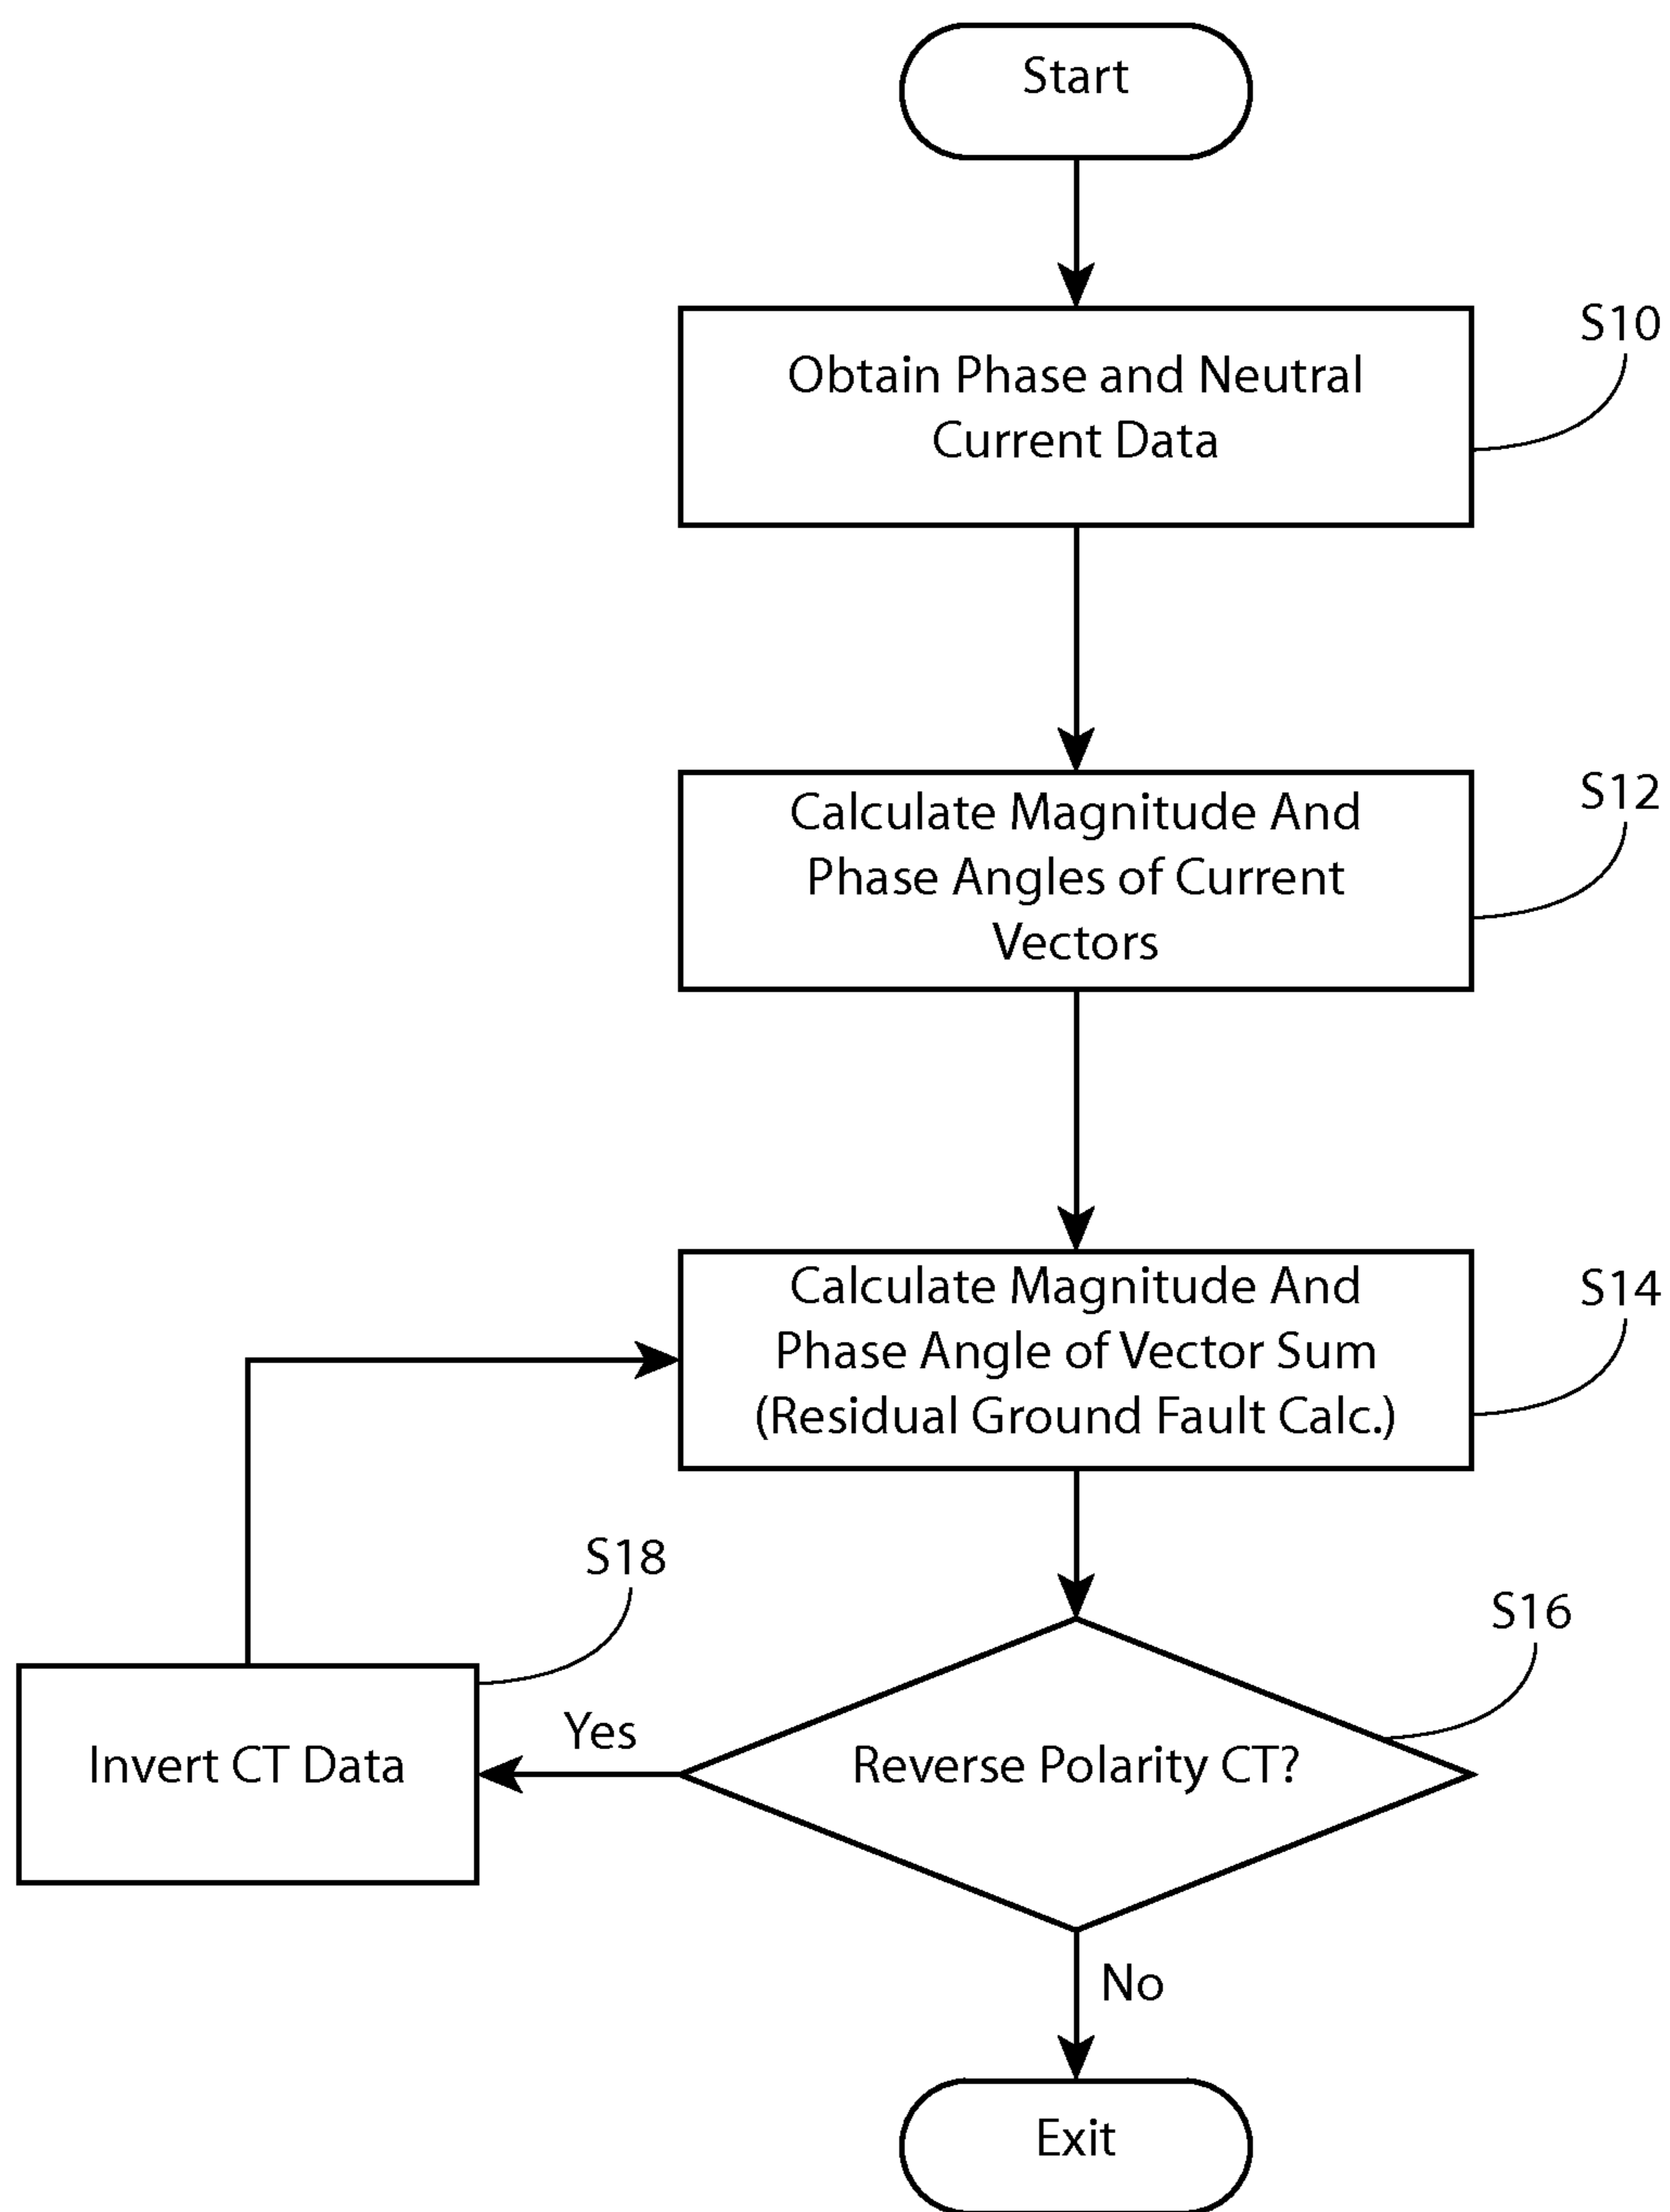 Start
S10
Obtain Phase and Neutral
Current Data
S12
Calculate Magnitude And
Phase Angles of Current
Vectors
S14
Calculate Magnitude And
Phase Angle of Vector Sum
(Residual Ground Fault Calc.)
S18
S16
Yes
Invert CT Data
Reverse Polarity CT?
No
Exit